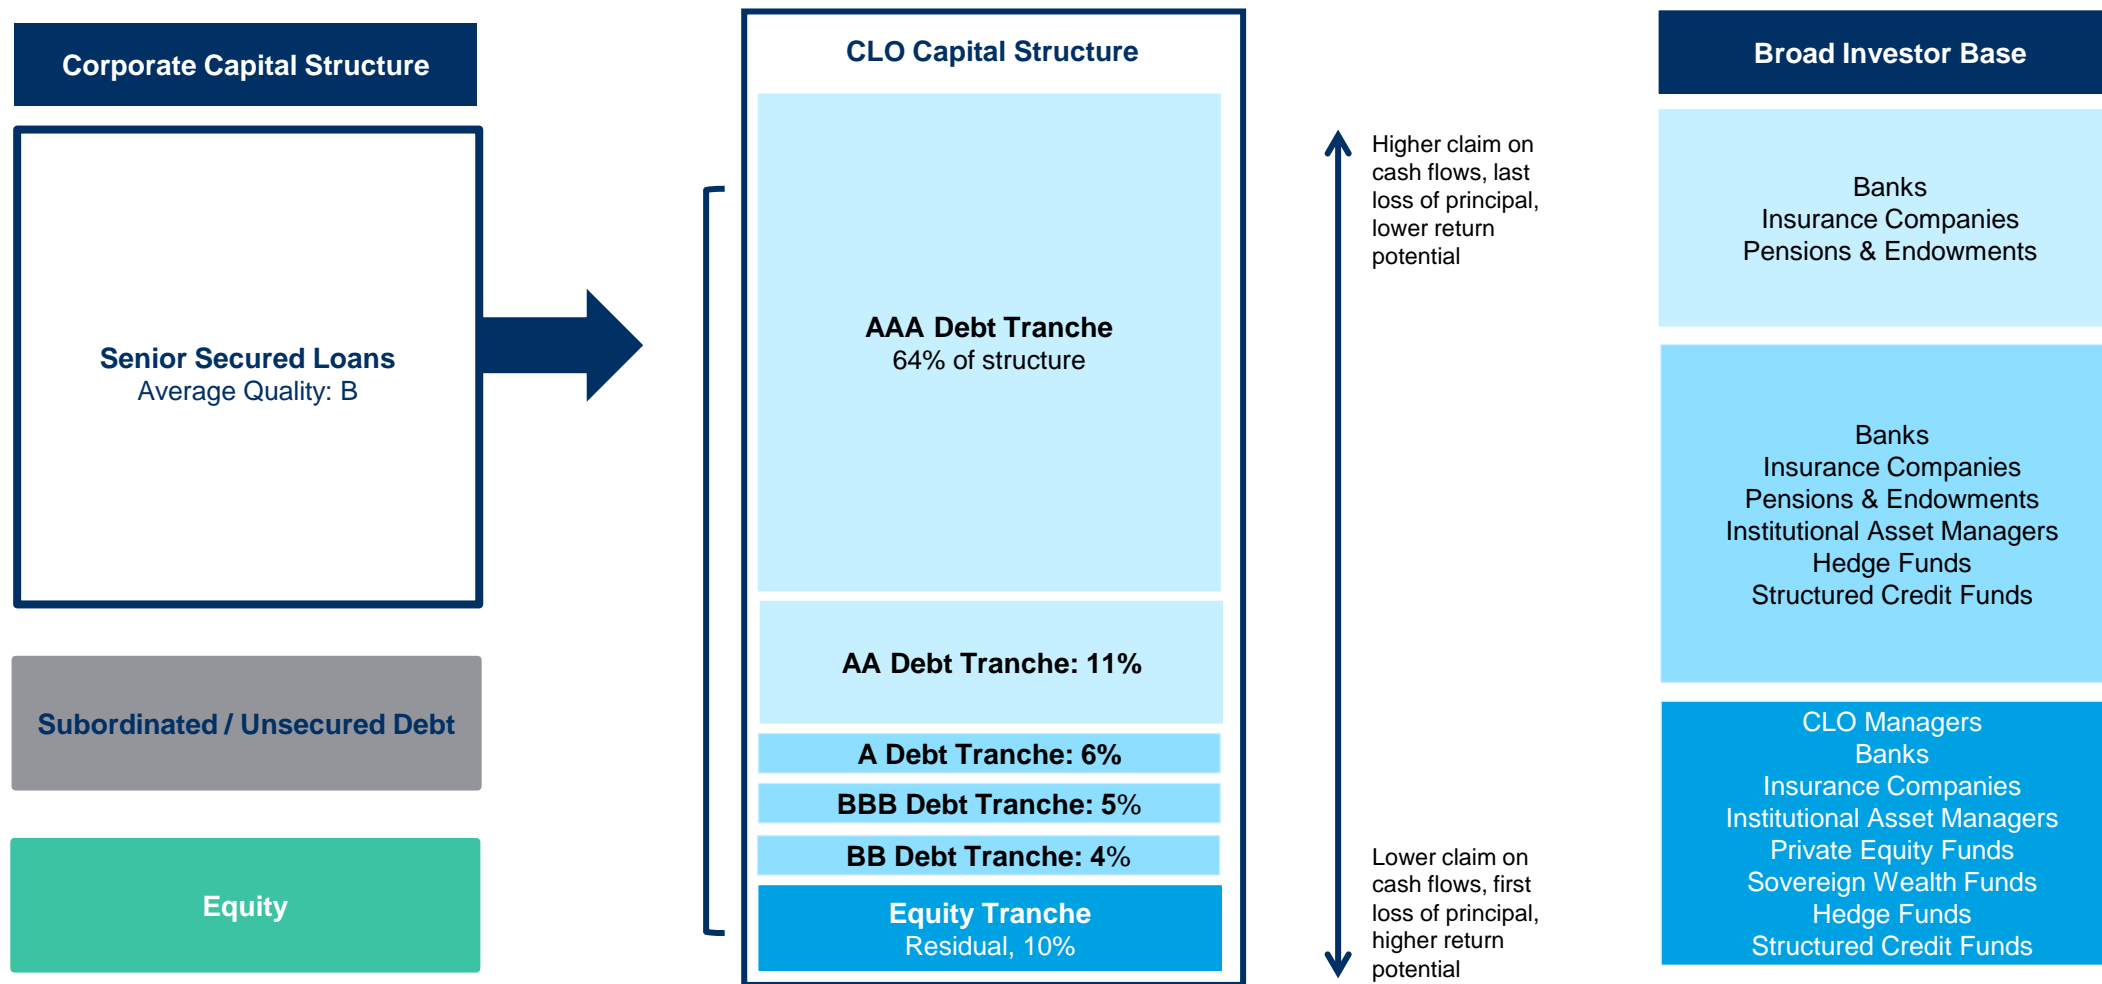 Corporate Capital Structure
Senior Secured Loans
Average Quality: B
Subordinated / Unsecured Debt
Equity
CLO Capital Structure
AAA Debt Tranche
64% of structure
AA Debt Tranche: 11%
A Debt Tranche: 6%
BBB Debt Tranche: 5%
BB Debt Tranche: 4%
Equity Tranche
Residual, 10%
Higher claim on
cash flows, last
loss of principal,
lower return
potential
Lower claim on
cash flows, first
loss of principal,
higher return
potential
Broad Investor Base
Banks
Insurance Companies
Pensions & Endowments
Banks
Insurance Companies
Pensions & Endowments
Institutional Asset Managers
Hedge Funds
Structured Credit Funds
CLO Managers
Banks
Insurance Companies
Institutional Asset Managers
Private Equity Funds
Sovereign Wealth Funds
Hedge Funds
Structured Credit Funds